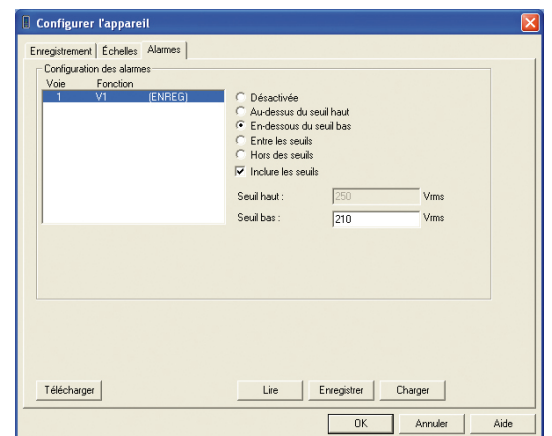 Configurer l'appareil
Enregistrement Échelles Alarmes
Configuration des alarmes
Voie Fonction
1 V1 (ENREG)
Désactivée
Au-dessus du seuil haut
En-dessous du seuil bas
Entre les seuils
Hors des seuils
Inclure les seuils
Seuil haut : 250 Vrms
Seuil bas : 210 Vrms
Télécharger Lire Enregistrer Charger
OK Annuler Aide